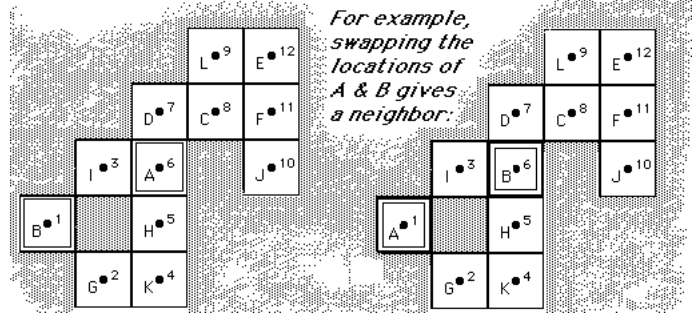 For example,
swapping the
locations of
A & B gives
a neighbor:
L 9 E 12
D 7 C 8 F 11
I 3 A 6 J 10
B 1 H 5
G 2 K 4
L 9 E 12
D 7 C 8 F 11
I 3 B 6 J 10
A 1 H 5
G 2 K 4